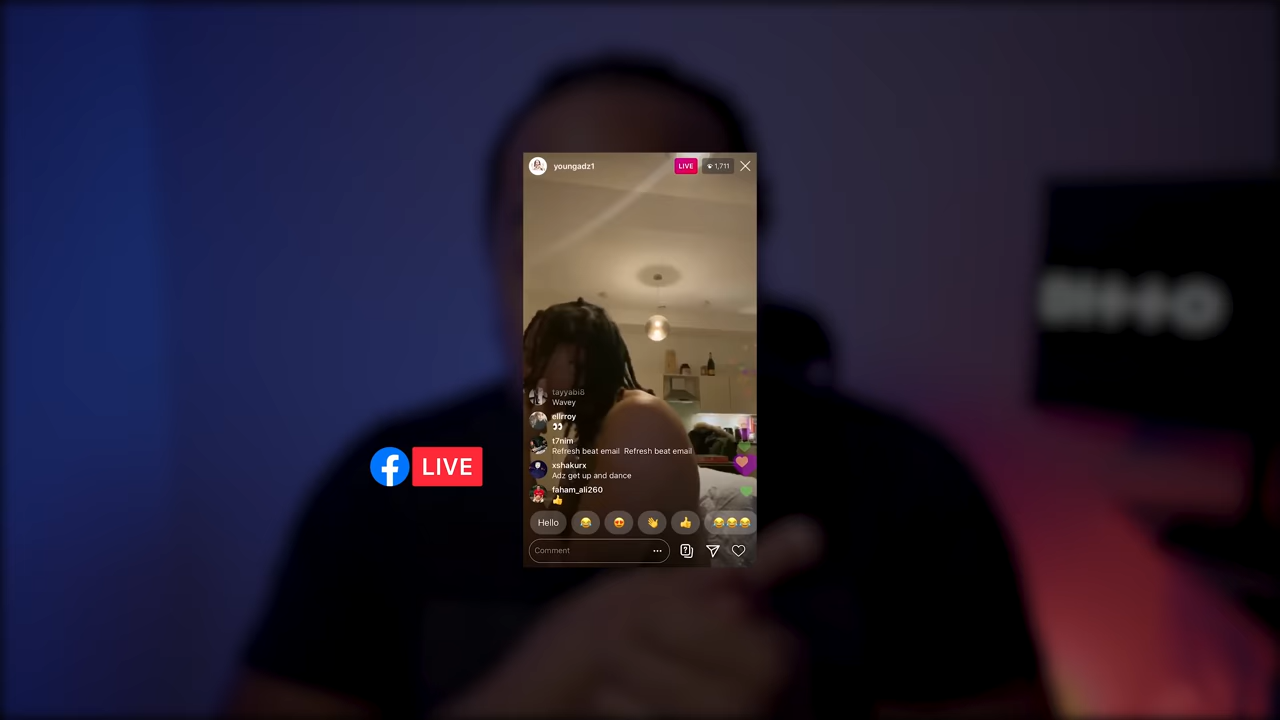 youngadz1
LIVE
1,711
tayyabi8
Wavey
ellrroy
👀
t7nim
Refresh beat email Refresh beat email
xshakurx
Adz get up and dance
faham_ali260
👍
LIVE
Hello
😂
😍
👋
👍
😂😂😂
Comment